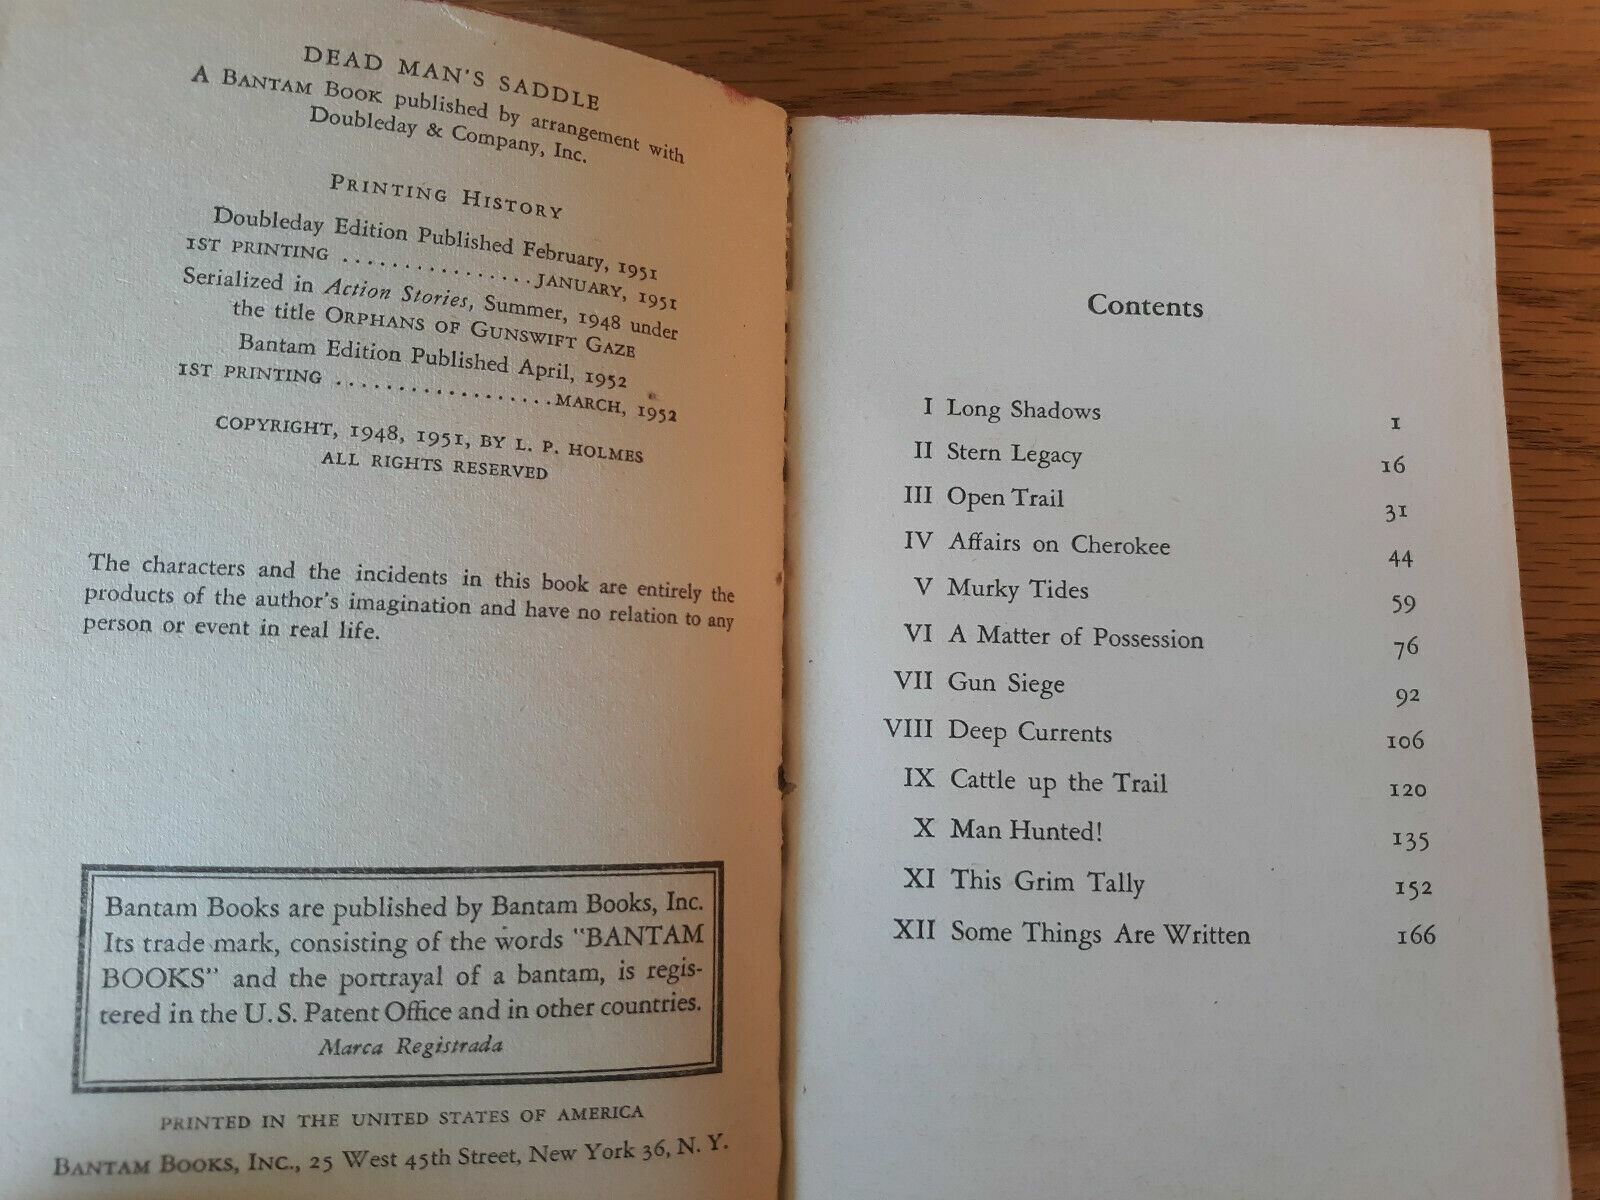 DEAD MAN'S SADDLE
A BANTAM BOOK published by arrangement with
Doubleday & Company, Inc.
PRINTING HISTORY
Doubleday Edition Published February, 1951
1ST PRINTING ................JANUARY, 1951
Serialized in Action Stories, Summer, 1948 under
the title ORPHANS OF GUNSWIFT GAZE
Bantam Edition Published April, 1952
1ST PRINTING ..................MARCH, 1952
COPYRIGHT, 1948, 1951, BY L. P. HOLMES
ALL RIGHTS RESERVED
The characters and the incidents in this book are entirely the
products of the author's imagination and have no relation to any
person or event in real life.
Bantam Books are published by Bantam Books, Inc.
Its trade mark, consisting of the words "BANTAM
BOOKS" and the portrayal of a bantam, is regis-
tered in the U.S. Patent Office and in other countries.
Marca Registrada
PRINTED IN THE UNITED STATES OF AMERICA
BANTAM BOOKS, INC., 25 West 45th Street, New York 36, N. Y.
Contents
I Long Shadows 1
II Stern Legacy 16
III Open Trail 31
IV Affairs on Cherokee 44
V Murky Tides 59
VI A Matter of Possession 76
VII Gun Siege 92
VIII Deep Currents 106
IX Cattle up the Trail 120
X Man Hunted! 135
XI This Grim Tally 152
XII Some Things Are Written 166